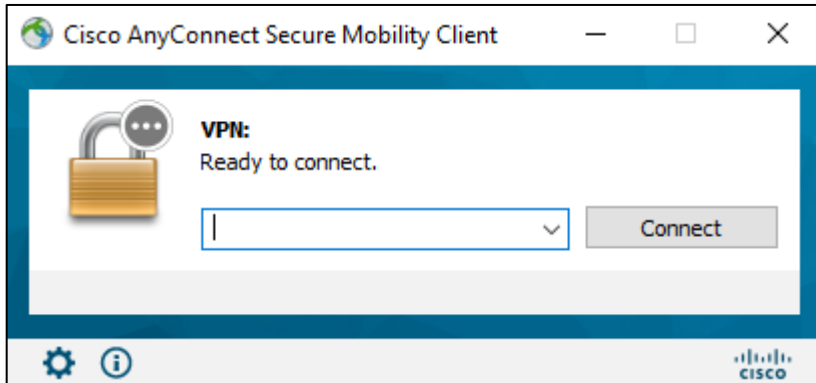 Cisco AnyConnect Secure Mobility Client
VPN:
Ready to connect.
Connect
CISCO